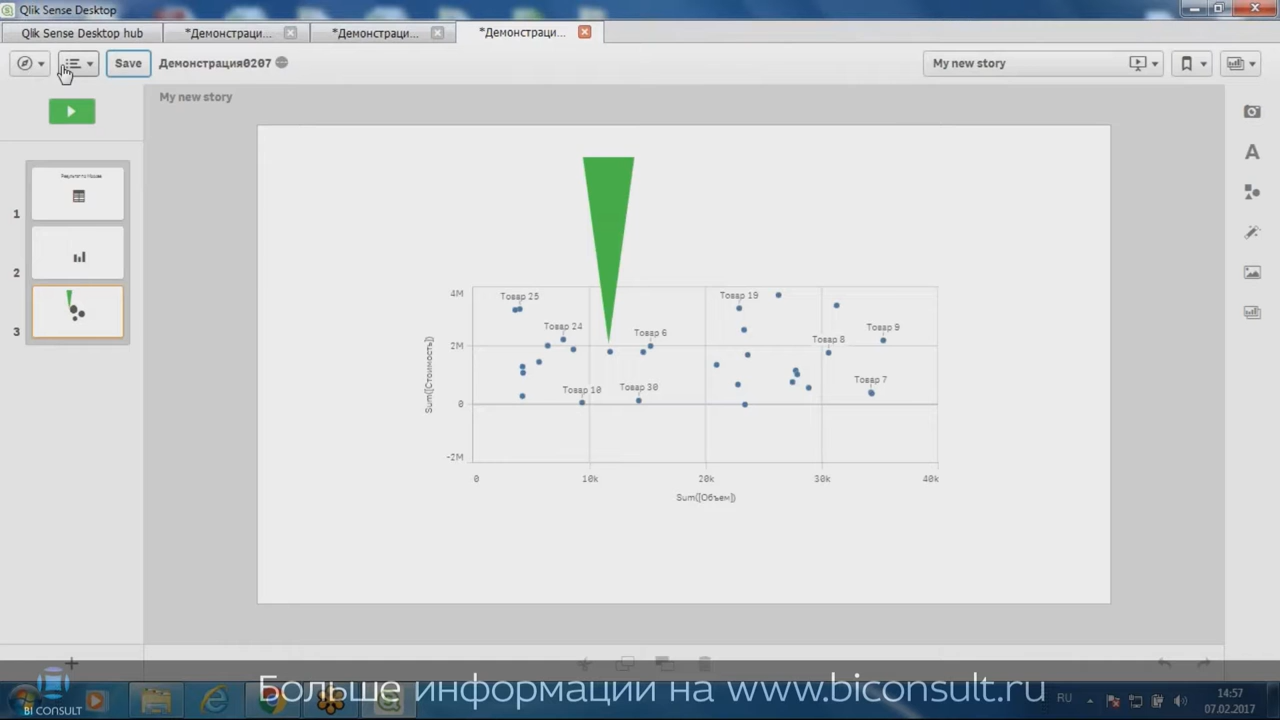 Qlik Sense Desktop
Qlik Sense Desktop hub
*Демонстраци...
*Демонстраци...
*Демонстраци...
Save
Демонстрация0207
My new story
My new story
1
2
3
4M
2M
0
-2M
Sum([Стоимость])
Товар 25
Товар 19
Товар 24
Товар 6
Товар 9
Товар 8
Товар 10
Товар 30
Товар 7
0
10k
20k
30k
40k
Sum([Объем])
Больше информации на www.biconsult.ru
BI CONSULT
RU
14:57
07.02.2017